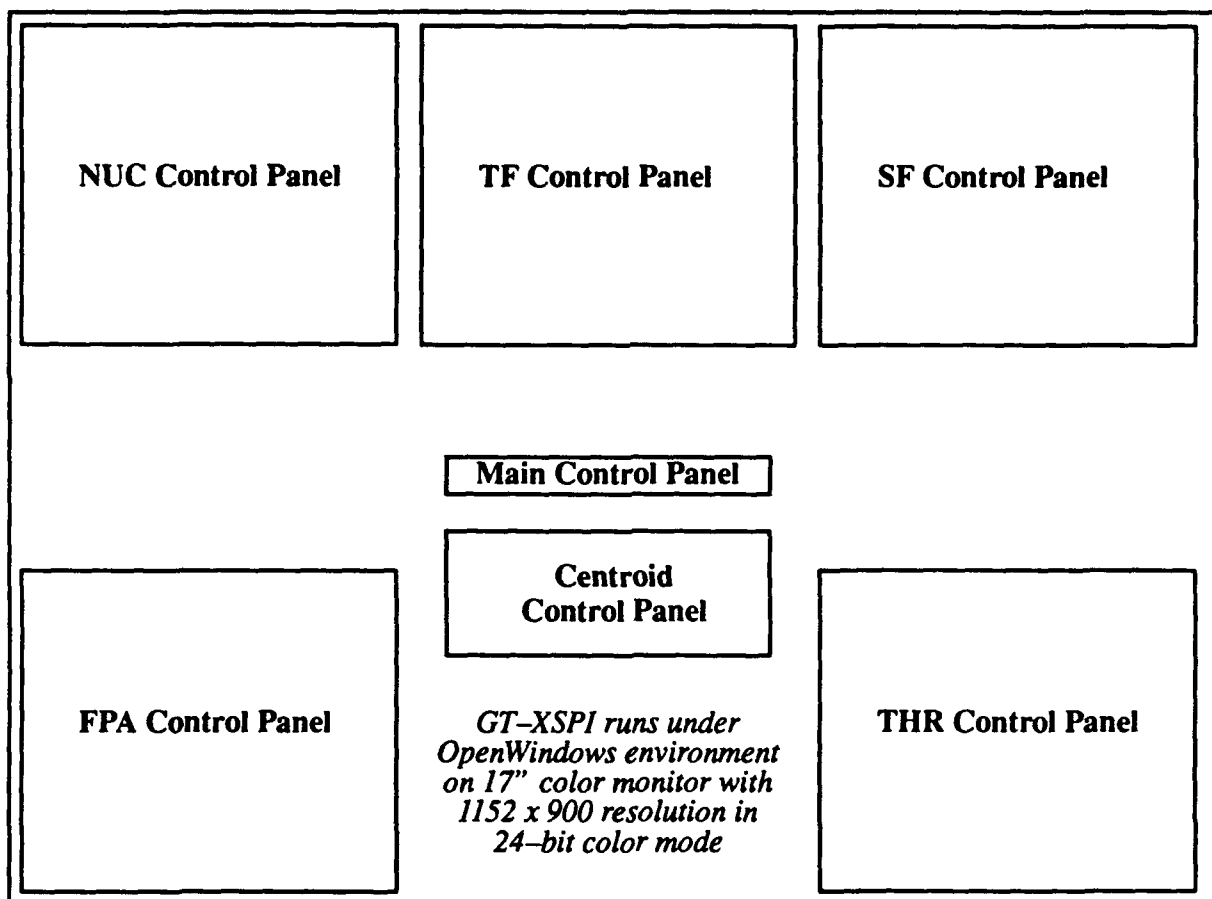 NUC Control Panel
TF Control Panel
SF Control Panel
Main Control Panel
Centroid
Control Panel
FPA Control Panel
GT–XSPI runs under
OpenWindows environment
on 17” color monitor with
1152 x 900 resolution in
24–bit color mode
THR Control Panel